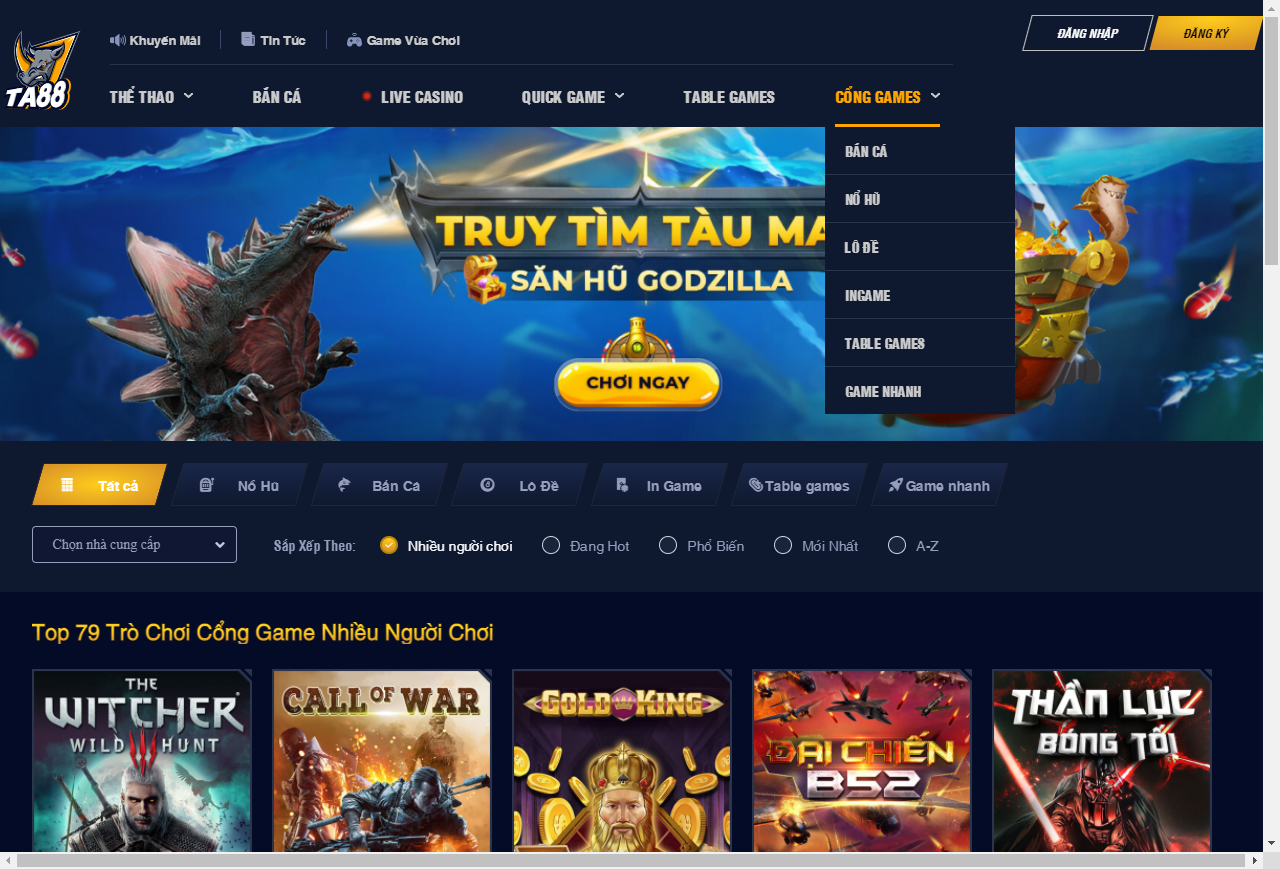 TA88
Khuyến Mãi
Tin Tức
Game Vừa Chơi
ĐĂNG NHẬP
ĐĂNG KÝ
THỂ THAO
BẮN CÁ
LIVE CASINO
QUICK GAME
TABLE GAMES
CỔNG GAMES
BẮN CÁ
NỔ HŨ
LÔ ĐỀ
INGAME
TABLE GAMES
GAME NHANH
TRUY TÌM TÀU MA
SĂN HŨ GODZILLA
CHƠI NGAY
Tất cả
Nổ Hũ
Bắn Cá
Lô Đề
In Game
Table games
Game nhanh
Chọn nhà cung cấp
Sắp Xếp Theo:
Nhiều người chơi
Đang Hot
Phổ Biến
Mới Nhất
A-Z
Top 79 Trò Chơi Cổng Game Nhiều Người Chơi
THE
WITCHER
WILD HUNT
CALL OF WAR
GOLD KING
ĐẠI CHIẾN
B52
THẦN LỰC
BÓNG TỐI